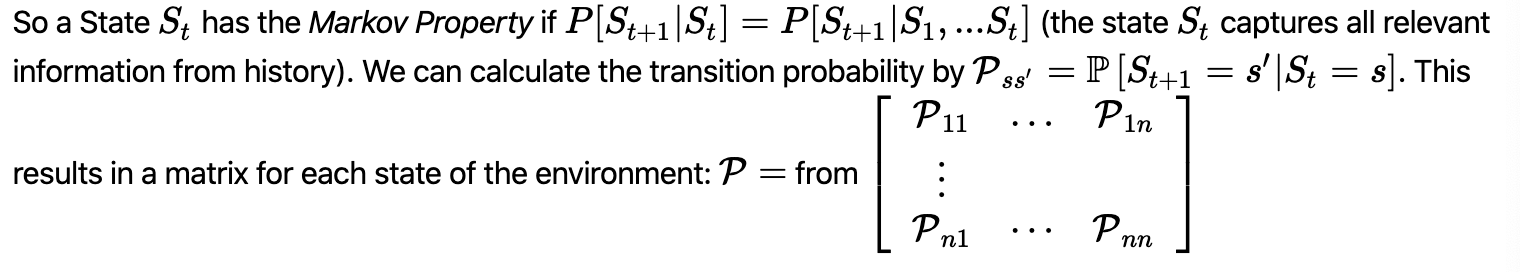 So a State $S_t$ has the Markov Property if $P[S_{t+1}|S_t] = P[S_{t+1}|S_1, ...S_t]$ (the state $S_t$ captures all relevant
information from history). We can calculate the transition probability by $\mathcal{P}_{ss'} = \mathbb{P}[S_{t+1} = s'|S_t = s]$. This
results in a matrix for each state of the environment: $\mathcal{P} =$ from $\begin{bmatrix} \mathcal{P}_{11} & \dots & \mathcal{P}_{1n} \\ \vdots & & \\ \mathcal{P}_{n1} & \cdots & \mathcal{P}_{nn} \end{bmatrix}$